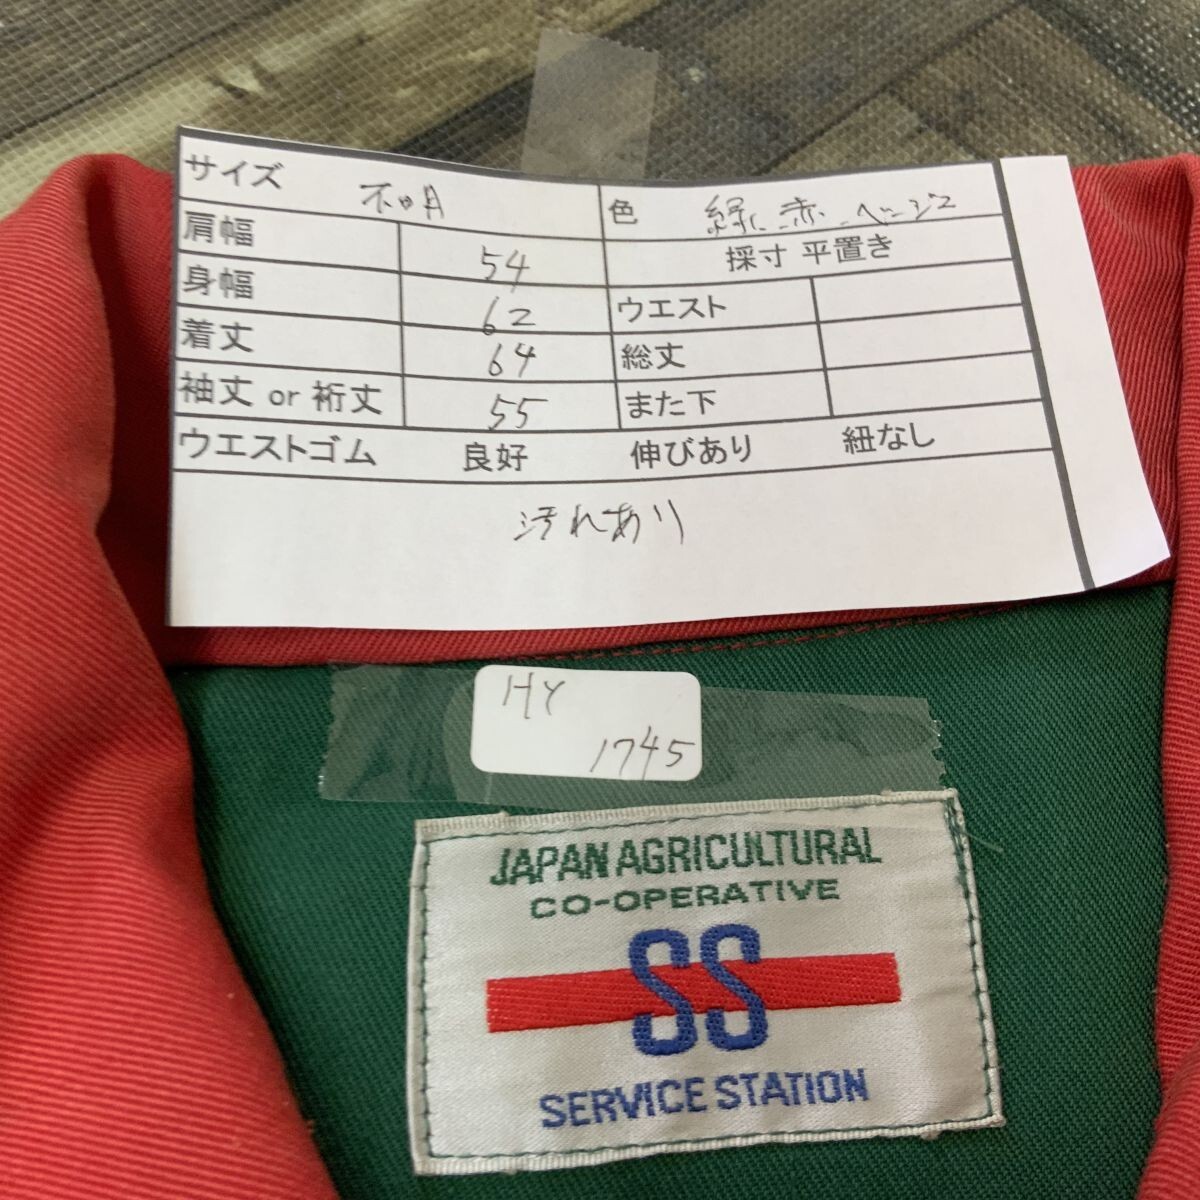 サイズ 不明 色 緑、赤、ベージュ
肩幅 54 採寸 平置き
身幅 62 ウエスト
着丈 64 総丈
袖丈 or 裄丈 55 また下
ウエストゴム 良好 伸びあり 紐なし
汚れあり
HY
1745
JAPAN AGRICULTURAL
CO-OPERATIVE
SS
SERVICE STATION